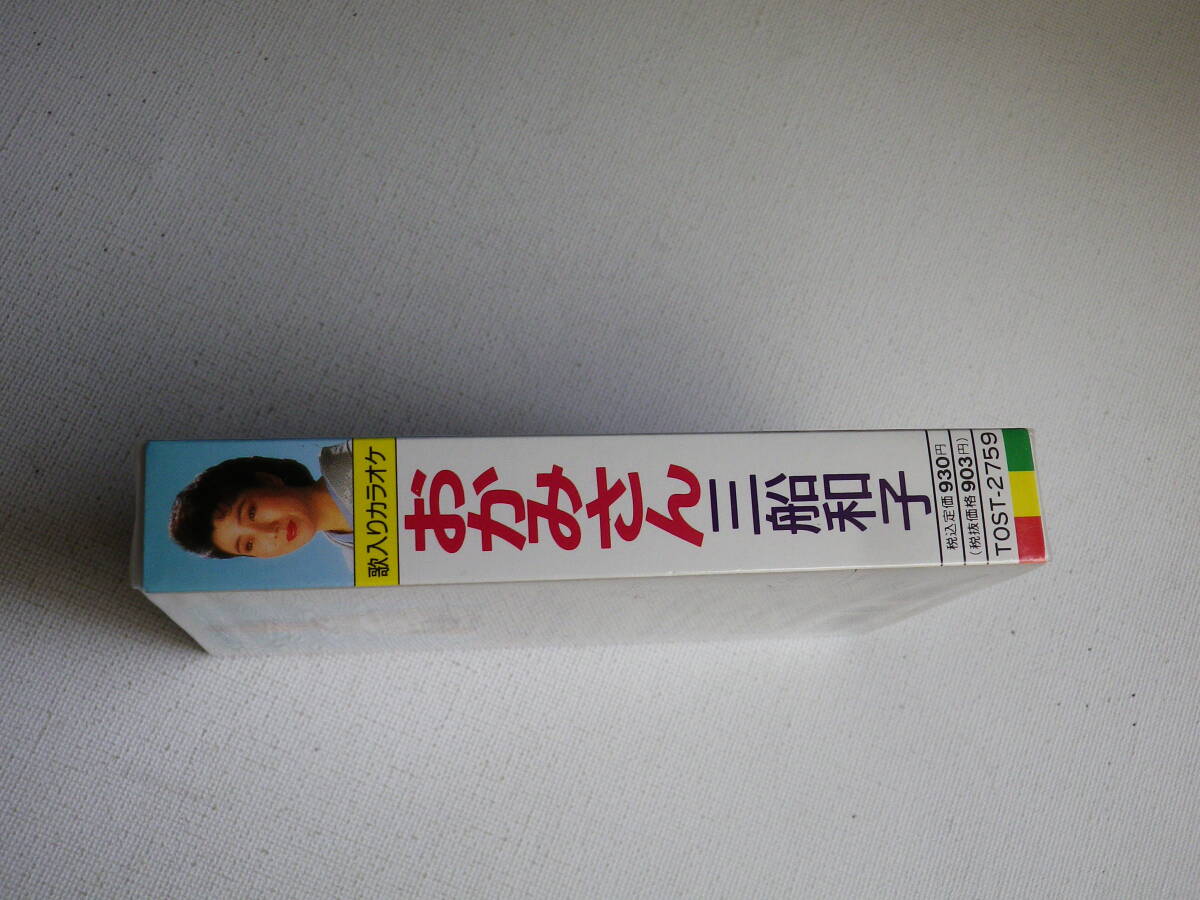 歌入りカラオケ
おかみさん
三船和子
税込定価930円
(税抜価格903円)
TOST-2759